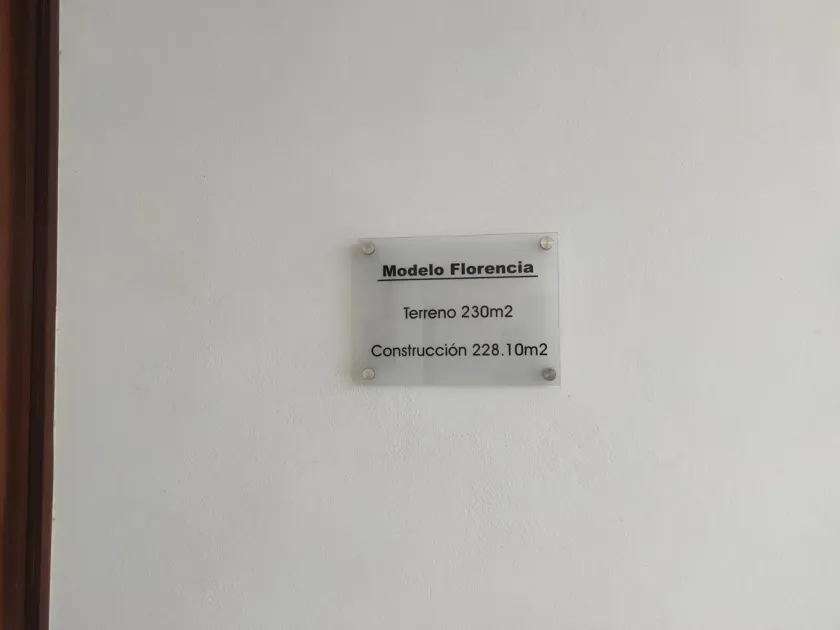 Modelo Florencia
Terreno 230m2
Construcción 228.10m2